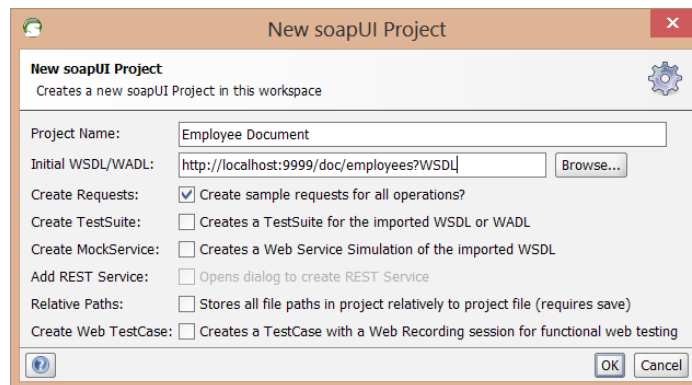 New soapUI Project
New soapUI Project
Creates a new soapUI Project in this workspace
Project Name: Employee Document
Initial WSDL/WADL: http://localhost:9999/doc/employees?WSDL Browse...
Create Requests: Create sample requests for all operations?
Create TestSuite: Creates a TestSuite for the imported WSDL or WADL
Create MockService: Creates a Web Service Simulation of the imported WSDL
Add REST Service: Opens dialog to create REST Service
Relative Paths: Stores all file paths in project relatively to project file (requires save)
Create Web TestCase: Creates a TestCase with a Web Recording session for functional web testing
OK Cancel